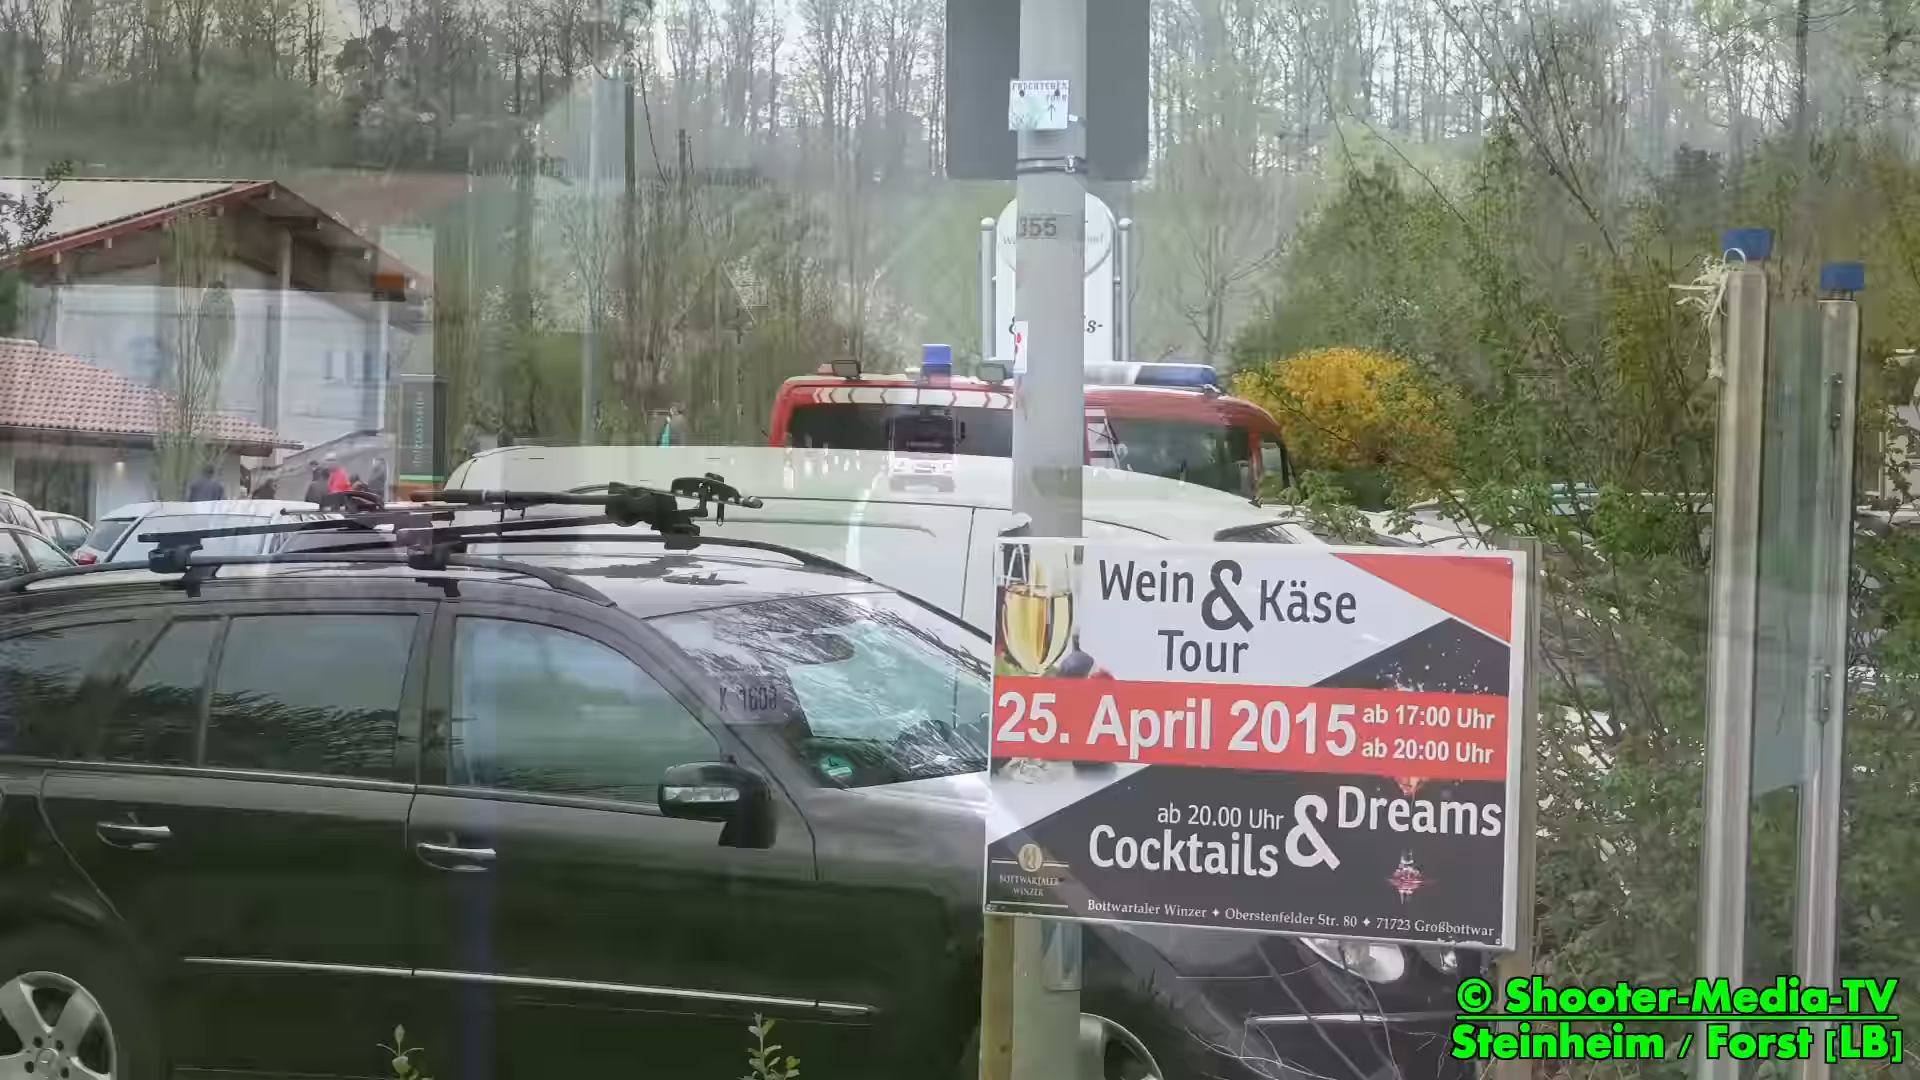 355
K 1600
Wein & Käse
Tour
25. April 2015 ab 17:00 Uhr
ab 20:00 Uhr
ab 20.00 Uhr
Cocktails & Dreams
BOTTWARTALER
WINZER
Bottwartaler Winzer ✦ Oberstenfelder Str. 80 ✦ 71723 Großbottwar
© Shooter-Media-TV
Steinheim / Forst [LB]